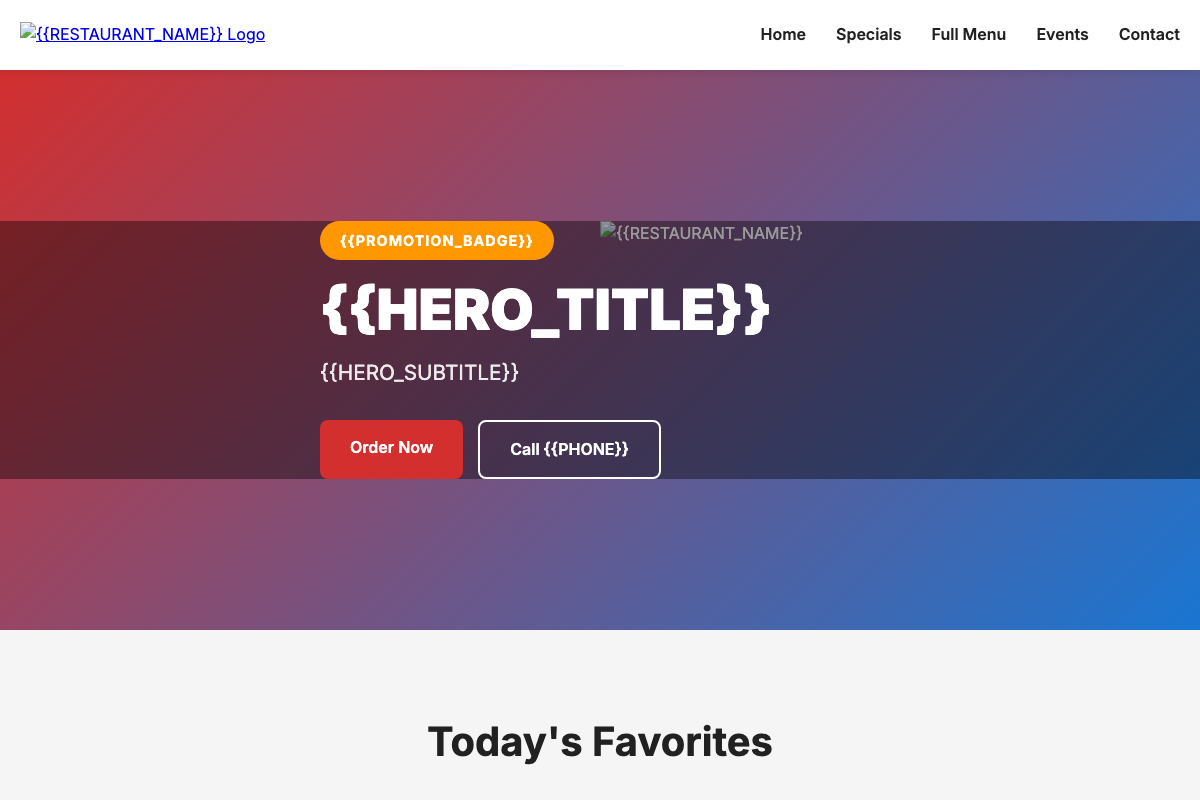 {{RESTAURANT_NAME}} Logo
Home
Specials
Full Menu
Events
Contact
{{PROMOTION_BADGE}}
{{RESTAURANT_NAME}}
{{HERO_TITLE}}
{{HERO_SUBTITLE}}
Order Now
Call {{PHONE}}
Today's Favorites